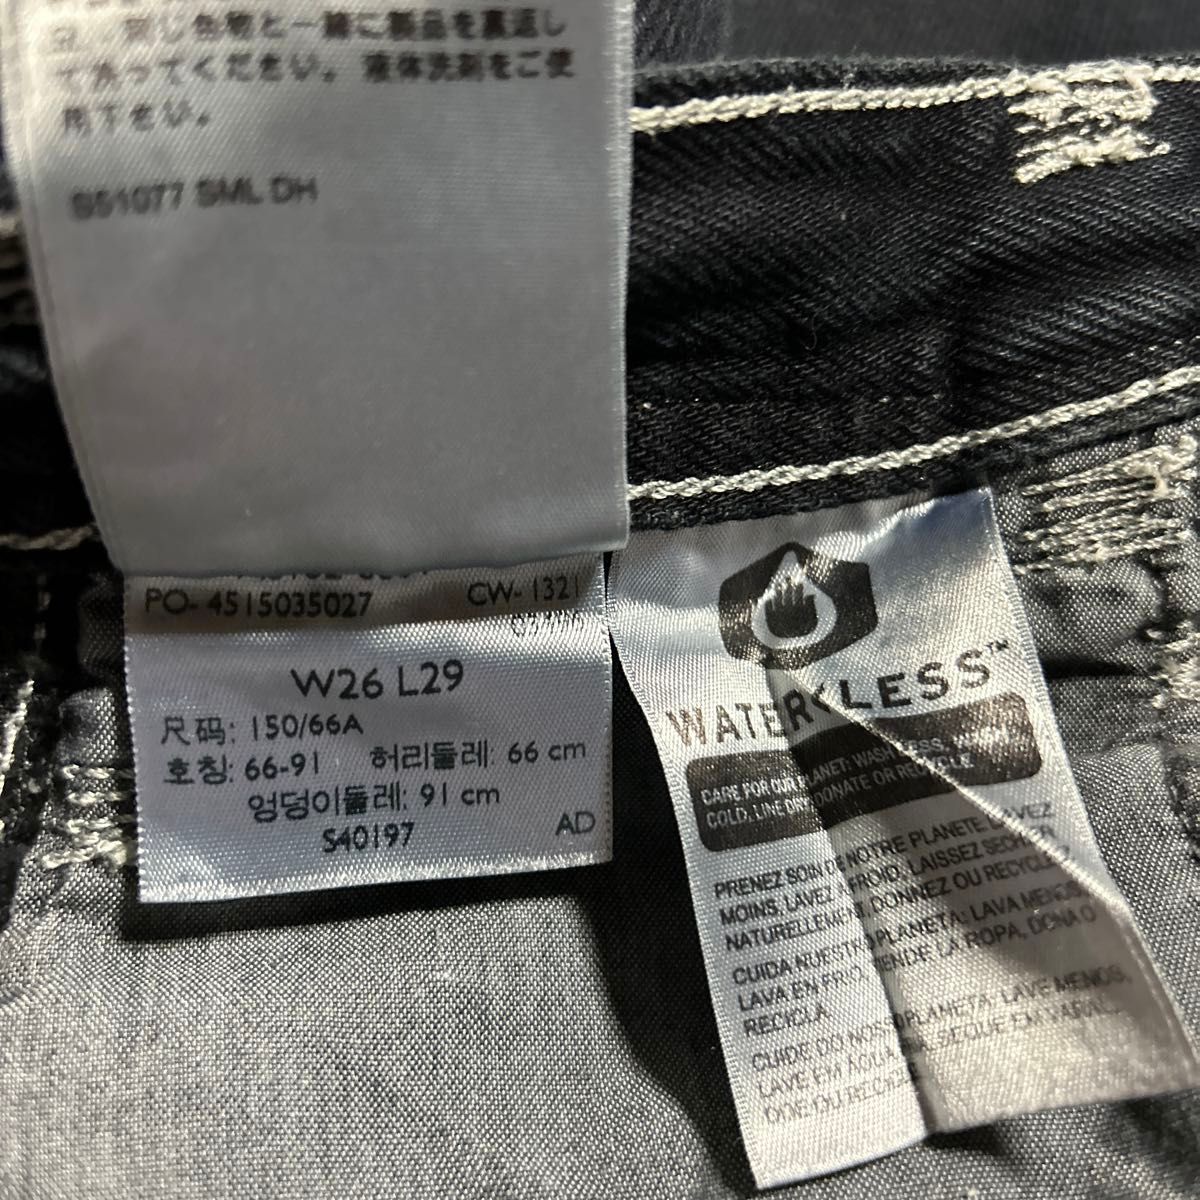 同じ色物と一緒に製品を裏返し
て洗ってください。液体洗剤をご使
用下さい。
S51077 SML DH
PO- 4515035027 CW- 1321
W26 L29
尺码: 150/66A
호칭: 66-91 허리둘레: 66 cm
엉덩이둘레: 91 cm
S40197 AD
WATER<LESS™
CARE FOR OUR PLANET: WASH LESS,
COLD, LINE DRY, DONATE OR RECYCLE.
PRENEZ SOIN DE NOTRE PLANETE: LAVEZ
MOINS, LAVEZ À FROID, LAISSEZ SECHER
NATURELLEMENT, DONNEZ OU RECYCLEZ
CUIDA NUESTRO PLANETA: LAVA MENOS,
LAVA EN FRIO, TIENDE LA ROPA, DONA O
RECICLA
CUIDE DO NOSSO PLANETA: LAVE MENOS,
LAVE EM ÁGUA SEQUE EM VARAL,
DOE OU RECICLE